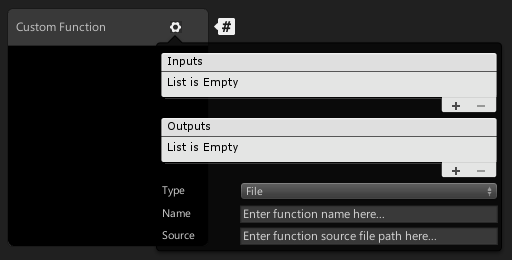 Custom Function #
Inputs
List is Empty
+ −
Outputs
List is Empty
+ −
Type File
Name Enter function name here...
Source Enter function source file path here...